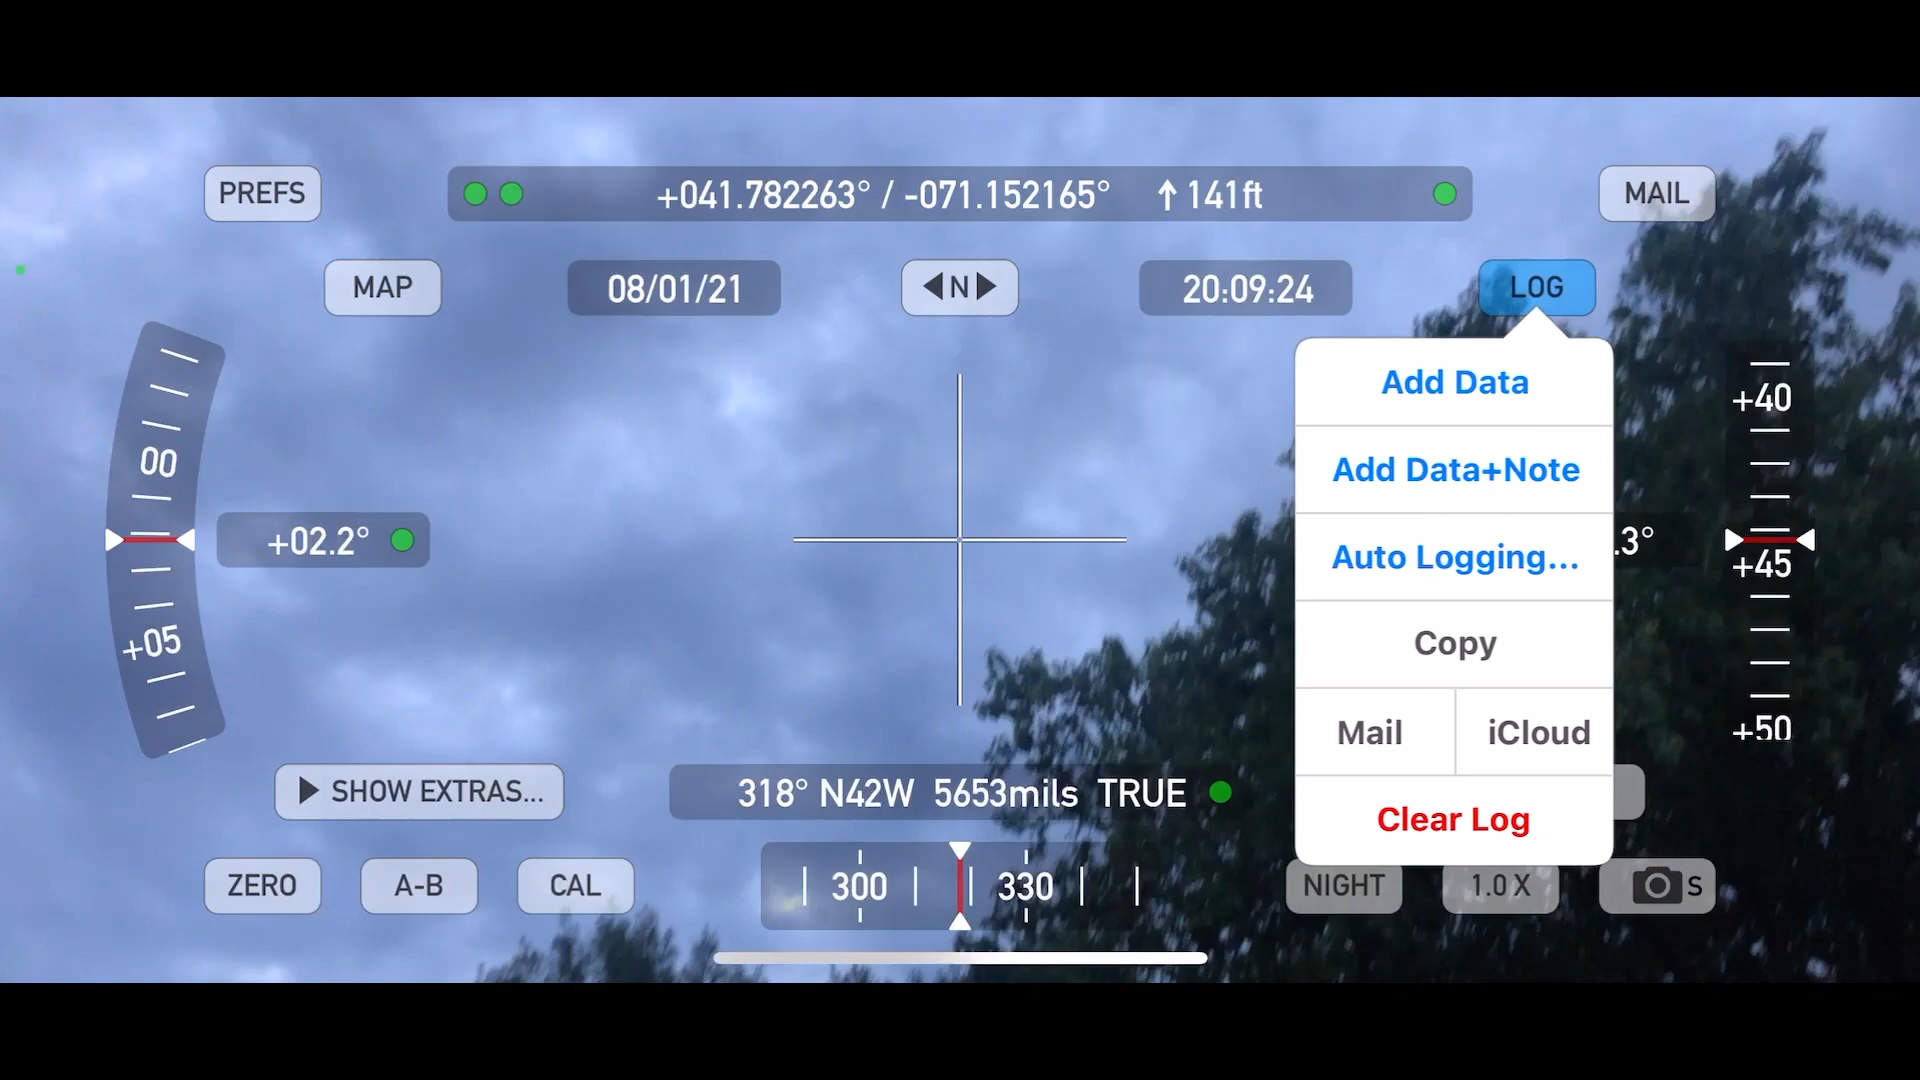 PREFS
+041.782263° / -071.152165° ↑ 141ft
MAIL
MAP
08/01/21
◀N▶
20:09:24
LOG
Add Data
Add Data+Note
Auto Logging...
Copy
Mail
iCloud
Clear Log
00
+05
+02.2°
.3°
+40
+45
+50
▶ SHOW EXTRAS...
318° N42W 5653mils TRUE
ZERO
A-B
CAL
300
330
NIGHT
1.0 X
S